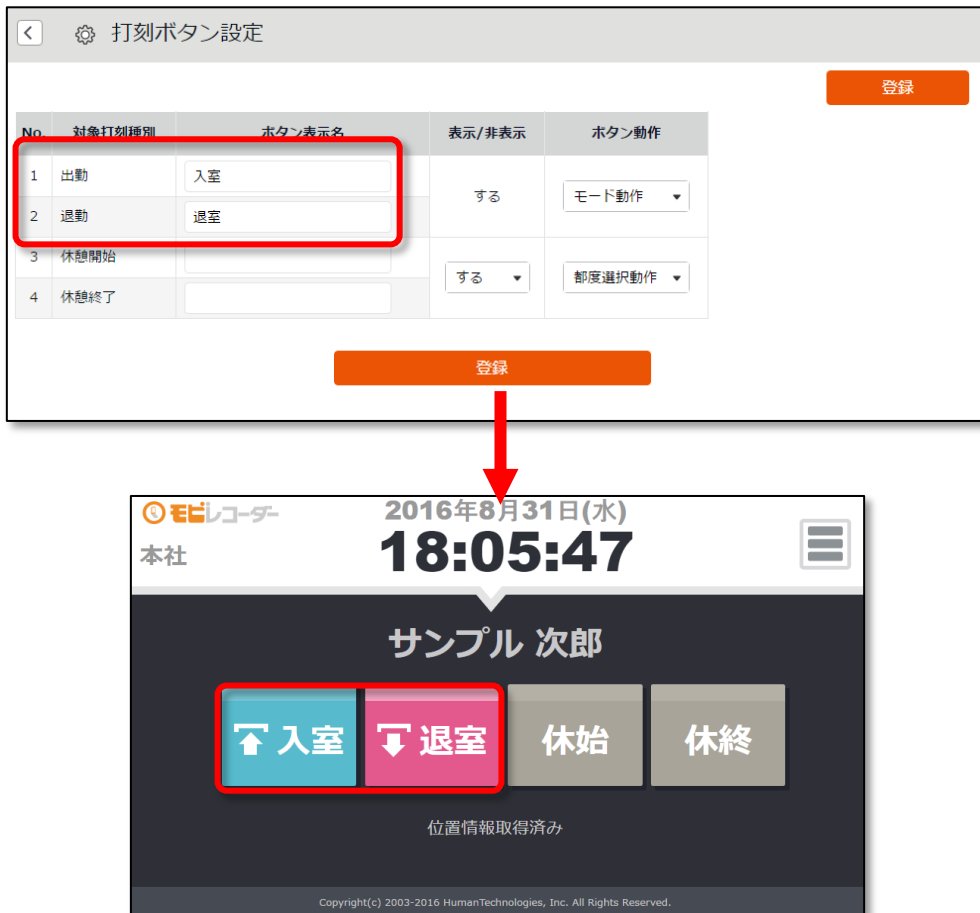 打刻ボタン設定
登録
No. 対象打刻種別 ボタン表示名 表示/非表示 ボタン動作
1 出勤 入室
する モード動作
2 退勤 退室
3 休憩開始
する 都度選択動作
4 休憩終了
登録
モビレコーダー
2016年8月31日(水)
本社
18:05:47
サンプル 次郎
入室 退室 休始 休終
位置情報取得済み
Copyright(c) 2003-2016 HumanTechnologies, Inc. All Rights Reserved.